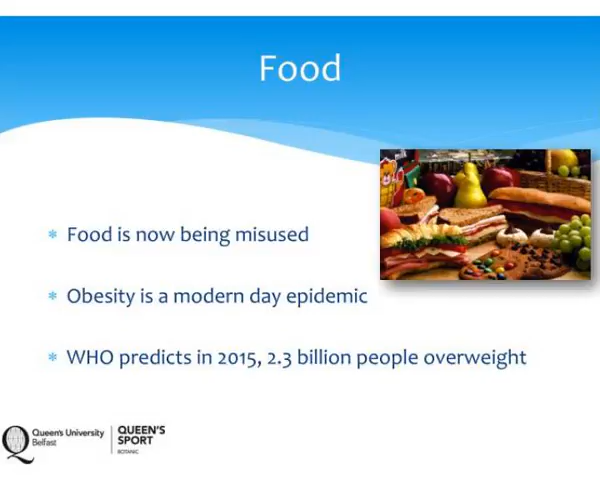 Food
Food is now being misused
Obesity is a modern day epidemic
WHO predicts in 2015, 2.3 billion people overweight
Queen's University
Belfast
QUEEN'S
SPORT
BOTANIC